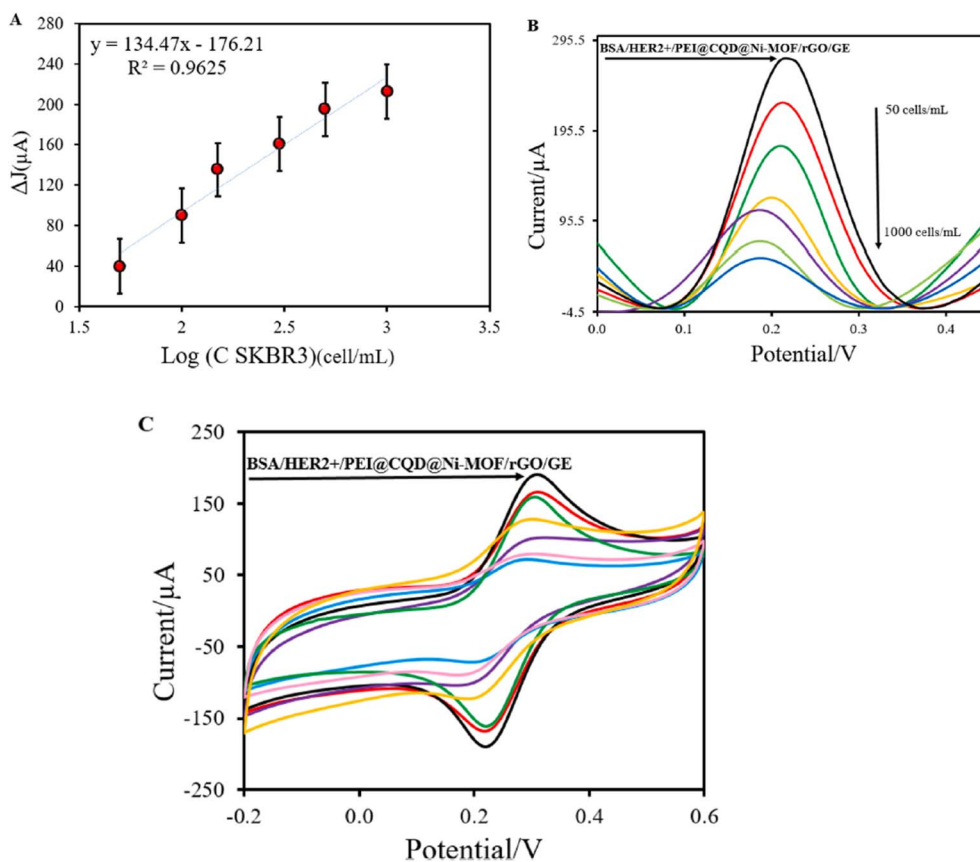 A
y = 134.47x - 176.21
R² = 0.9625
280
240
200
160
120
80
40
0
1.5 2 2.5 3 3.5
ΔJ(µA)
Log (C SKBR3)(cell/mL)
B
295.5
BSA/HER2+/PEI@CQD@Ni-MOF/rGO/GE
195.5
50 cells/mL
95.5
1000 cells/mL
-4.5
0.0 0.1 0.2 0.3 0.4
Current/µA
Potential/V
C
250
BSA/HER2+/PEI@CQD@Ni-MOF/rGO/GE
150
50
-50
-150
-250
-0.2 0.0 0.2 0.4 0.6
Current/µA
Potential/V